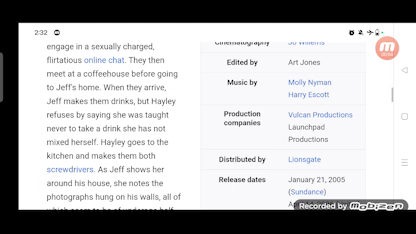 2:32
engage in a sexually charged,
flirtatious online chat. They then
meet at a coffeehouse before going
to Jeff's home. When they arrive,
Jeff makes them drinks, but Hayley
refuses by saying she was taught
never to take a drink she has not
mixed herself. Hayley goes to the
kitchen and makes them both
screwdrivers. As Jeff shows her
around his house, she notes the
photographs hung on his walls, all of
Cinematography Jo Willems
Edited by Art Jones
Music by Molly Nyman
Harry Escott
Production
companies
Vulcan Productions
Launchpad
Productions
Distributed by Lionsgate
Release dates January 21, 2005
(Sundance)
Recorded by Mobizen